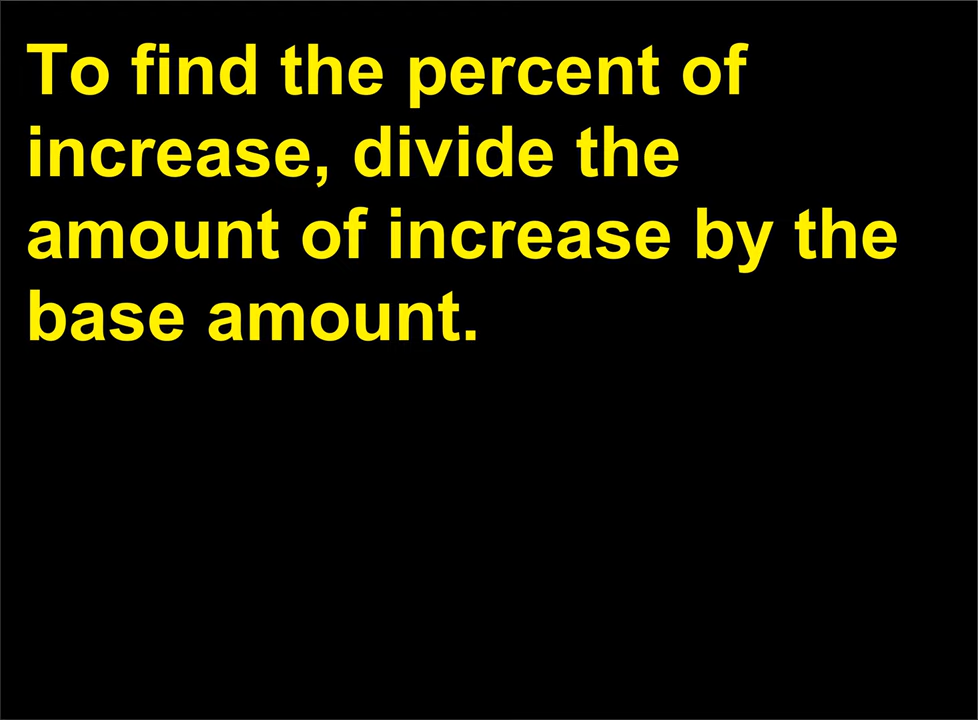 To find the percent of
increase, divide the
amount of increase by the
base amount.